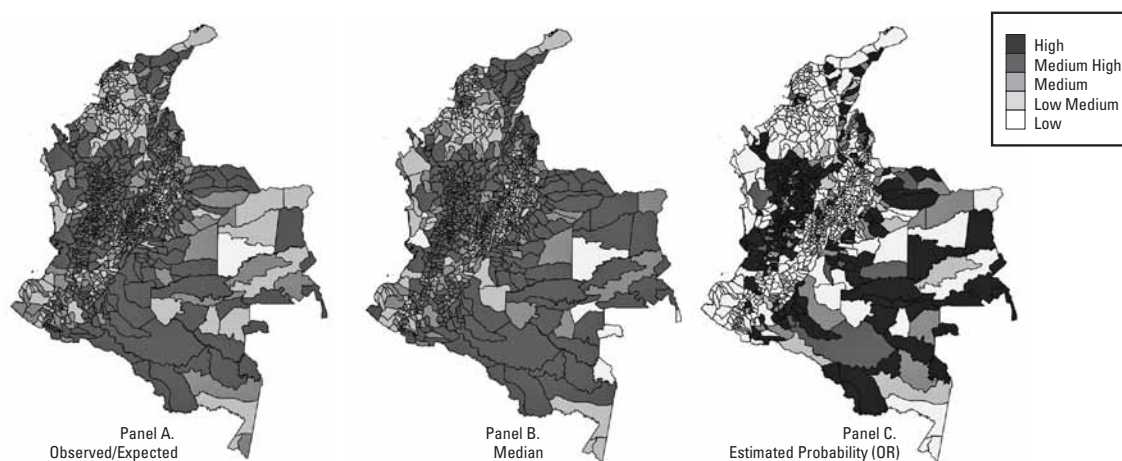 High
Medium High
Medium
Low Medium
Low
Panel A.
Observed/Expected
Panel B.
Median
Panel C.
Estimated Probability (OR)